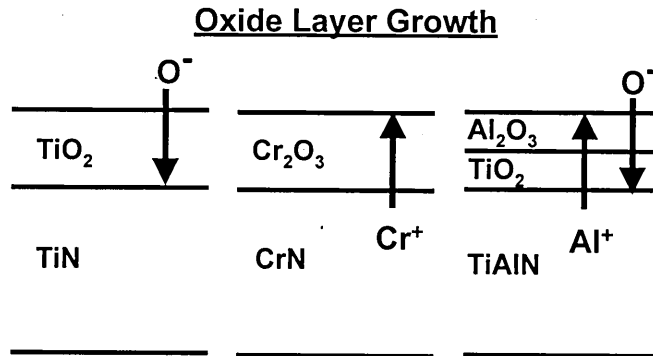 Oxide Layer Growth
O⁻
TiO₂
TiN
Cr₂O₃
Cr⁺
CrN
O⁻
Al₂O₃
TiO₂
Al⁺
TiAlN